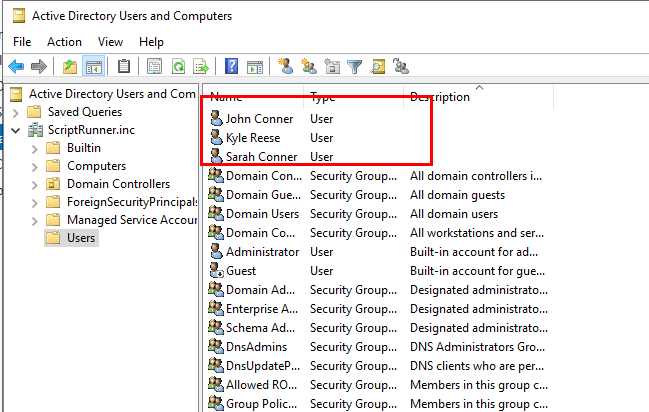 Active Directory Users and Computers
File Action View Help
Active Directory Users and Com
Saved Queries
ScriptRunner.inc
Builtin
Computers
Domain Controllers
ForeignSecurityPrincipals
Managed Service Accoun
Users
Name Type Description
John Conner User
Kyle Reese User
Sarah Conner User
Domain Con... Security Group... All domain controllers i...
Domain Gue... Security Group... All domain guests
Domain Users Security Group... All domain users
Domain Co... Security Group... All workstations and ser...
Administrator User Built-in account for ad...
Guest User Built-in account for gue...
Domain Ad... Security Group... Designated administrato...
Enterprise A... Security Group... Designated administrato...
Schema Ad... Security Group... Designated administrato...
DnsAdmins Security Group... DNS Administrators Gro...
DnsUpdateP... Security Group... DNS clients who are per...
Allowed RO... Security Group... Members in this group c...
Group Polic... Security Group... Members in this group c...